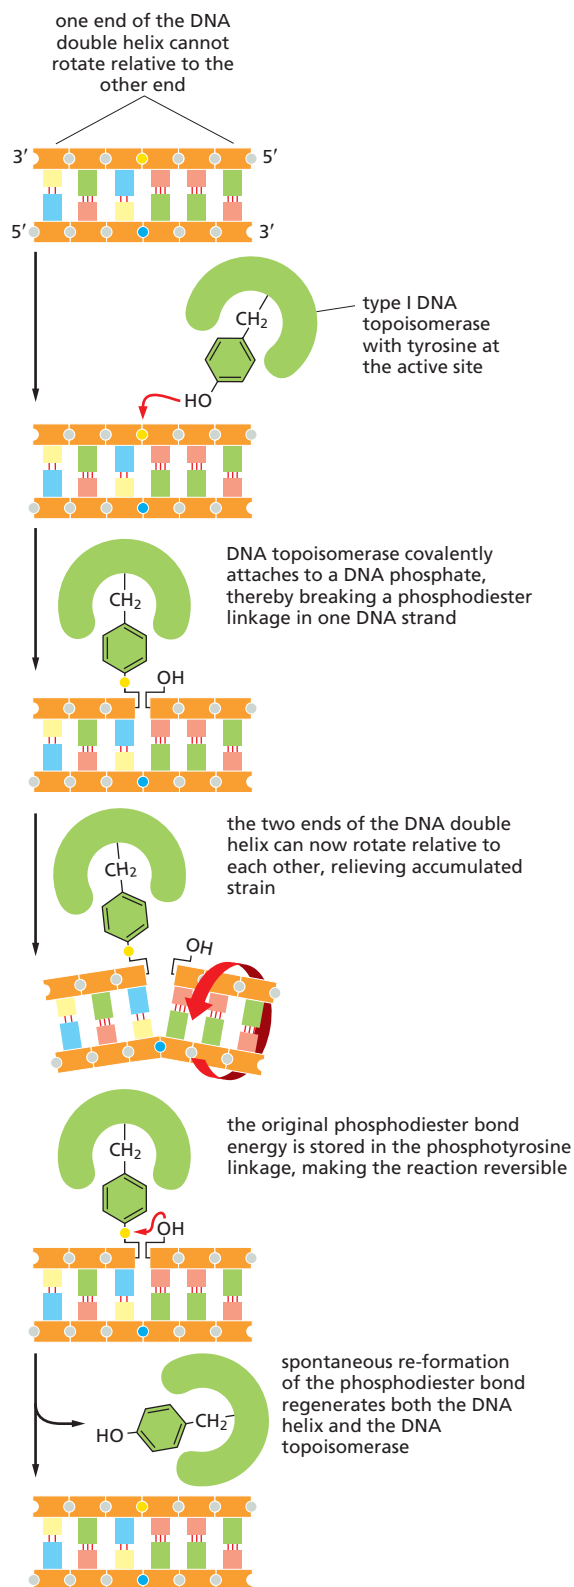 one end of the DNA
double helix cannot
rotate relative to the
other end
3′ 5′
5′ 3′
CH2
HO
type I DNA
topoisomerase
with tyrosine at
the active site
DNA topoisomerase covalently
attaches to a DNA phosphate,
thereby breaking a phosphodiester
linkage in one DNA strand
CH2
OH
the two ends of the DNA double
helix can now rotate relative to
each other, relieving accumulated
strain
CH2
OH
the original phosphodiester bond
energy is stored in the phosphotyrosine
linkage, making the reaction reversible
CH2
OH
spontaneous re-formation
of the phosphodiester bond
regenerates both the DNA
helix and the DNA
topoisomerase
HO CH2